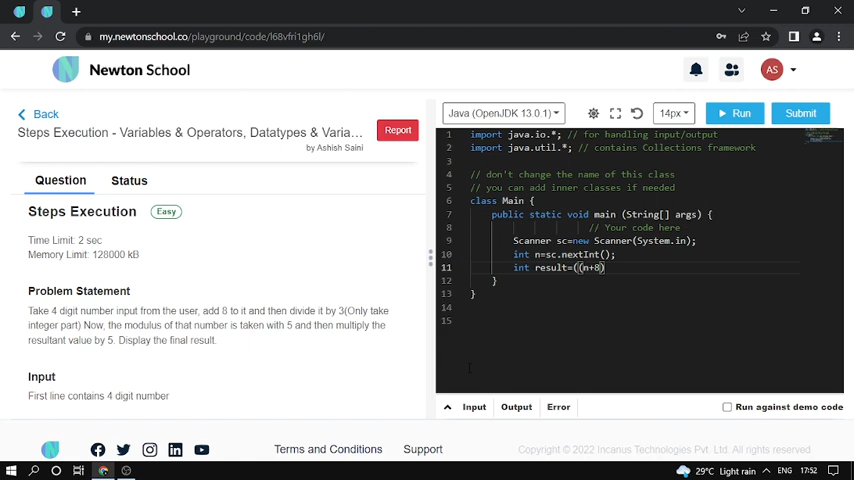 my.newtonschool.co/playground/code/l68vfri1gh6l/
Newton School
AS
Back
Steps Execution - Variables & Operators, Datatypes & Varia...
Report
by Ashish Saini
Question
Status
Steps Execution
Easy
Time Limit: 2 sec
Memory Limit: 128000 kB
Problem Statement
Take 4 digit number input from the user, add 8 to it and then divide it by 3(Only take
integer part) Now, the modulus of that number is taken with 5 and then multiply the
resultant value by 5. Display the final result.
Input
First line contains 4 digit number
Java (OpenJDK 13.0.1)
14px
Run
Submit
1 import java.io.*; // for handling input/output
2 import java.util.*; // contains Collections framework
3
4 // don't change the name of this class
5 // you can add inner classes if needed
6 class Main {
7 public static void main (String[] args) {
8 // Your code here
9 Scanner sc=new Scanner(System.in);
10 int n=sc.nextInt();
11 int result=((n+8)
12 }
13 }
14
15
Input Output Error
Run against demo code
Terms and Conditions
Support
Copyright © 2022 Incanus Technologies Pvt. Ltd. All rights reserved.
29°C Light rain
ENG
17:52